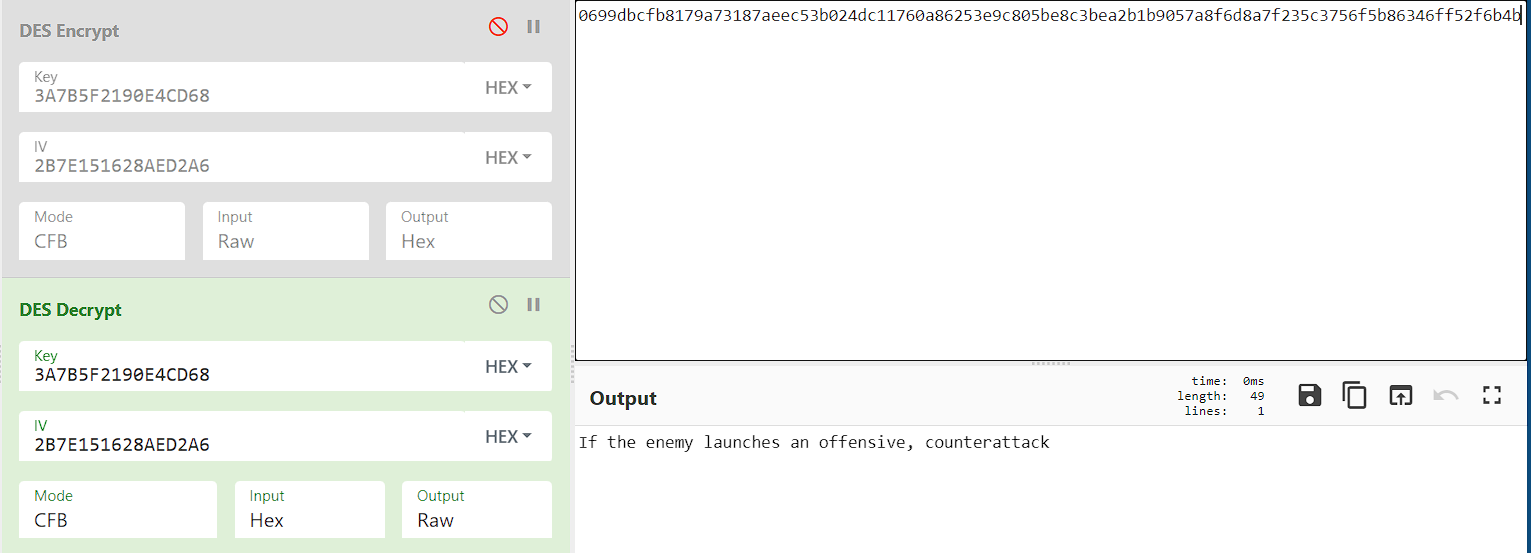 DES Encrypt
Key
3A7B5F2190E4CD68
HEX
IV
2B7E151628AED2A6
HEX
Mode
CFB
Input
Raw
Output
Hex
DES Decrypt
Key
3A7B5F2190E4CD68
HEX
IV
2B7E151628AED2A6
HEX
Mode
CFB
Input
Hex
Output
Raw
0699dbcfb8179a73187aeec53b024dc11760a86253e9c805be8c3bea2b1b9057a8f6d8a7f235c3756f5b86346ff52f6b4b
Output
time: 0ms
length: 49
lines: 1
If the enemy launches an offensive, counterattack